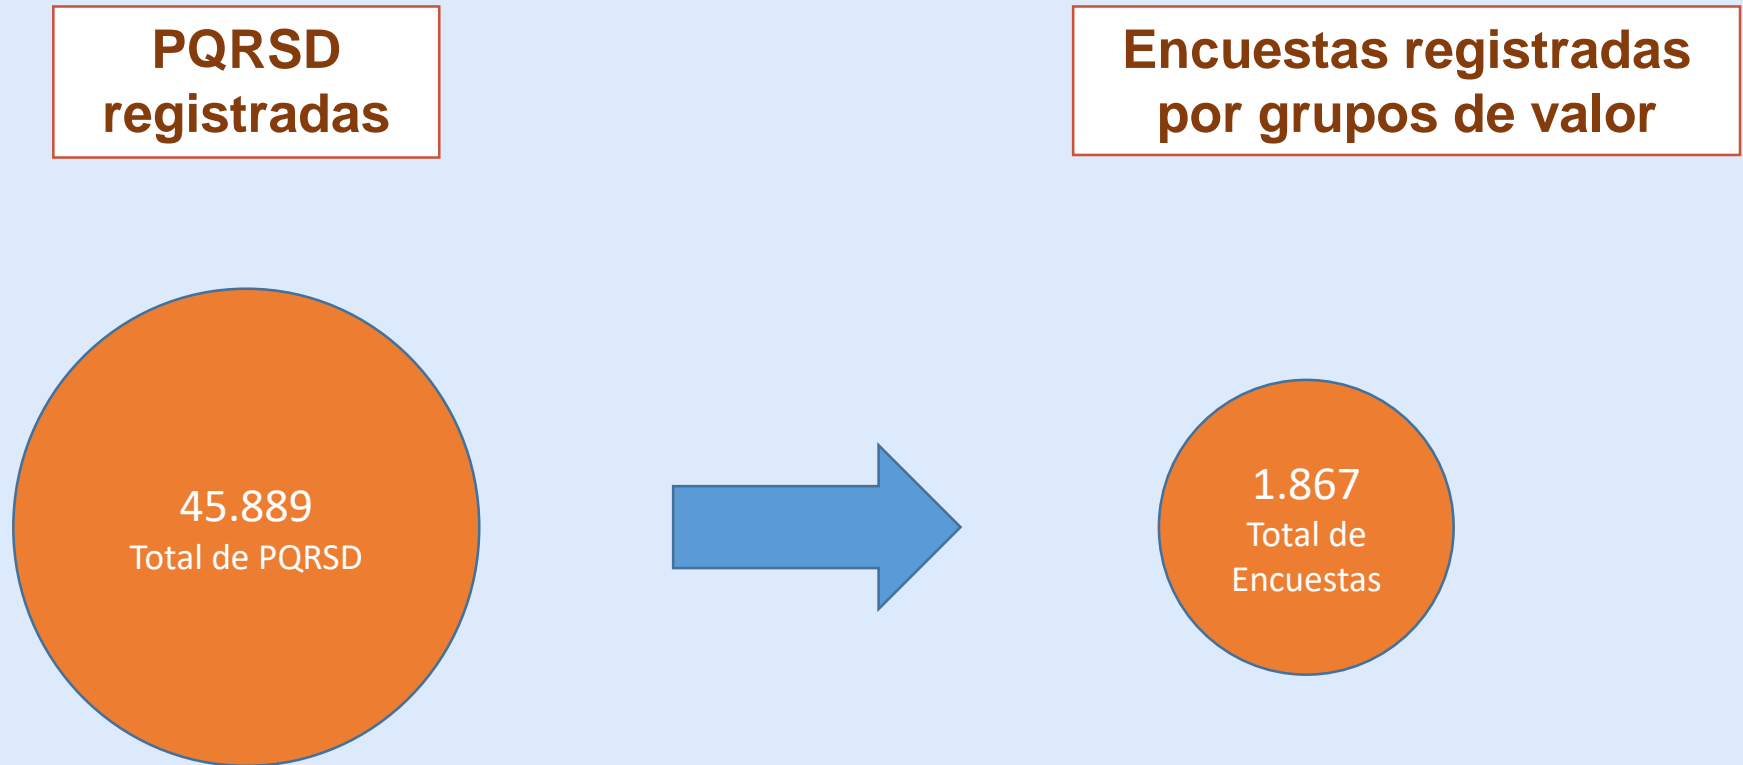 PQRSD
registradas
Encuestas registradas
por grupos de valor
45.889
Total de PQRSD
1.867
Total de
Encuestas